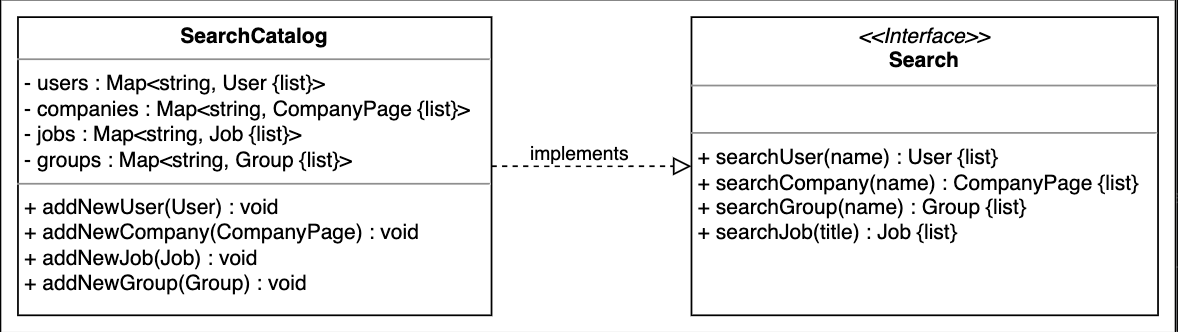 SearchCatalog
- users : Map<string, User {list}>
- companies : Map<string, CompanyPage {list}>
- jobs : Map<string, Job {list}>
- groups : Map<string, Group {list}>
+ addNewUser(User) : void
+ addNewCompany(CompanyPage) : void
+ addNewJob(Job) : void
+ addNewGroup(Group) : void
implements
<<Interface>>
Search
+ searchUser(name) : User {list}
+ searchCompany(name) : CompanyPage {list}
+ searchGroup(name) : Group {list}
+ searchJob(title) : Job {list}